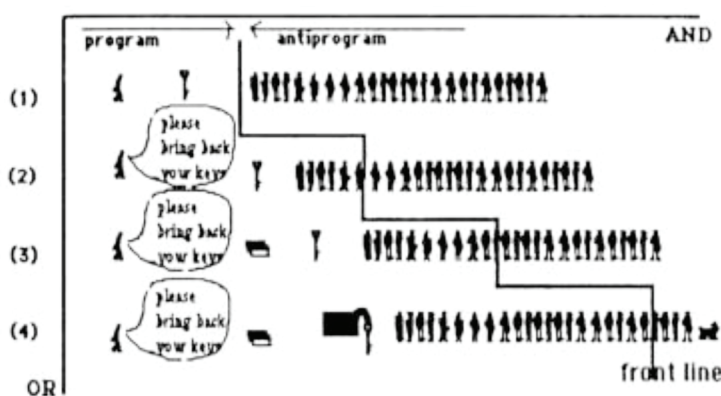 program
antiprogram
AND
(1)
please
bring back
your keys
(2)
please
bring back
your keys
(3)
please
bring back
your keys
(4)
front line
OR